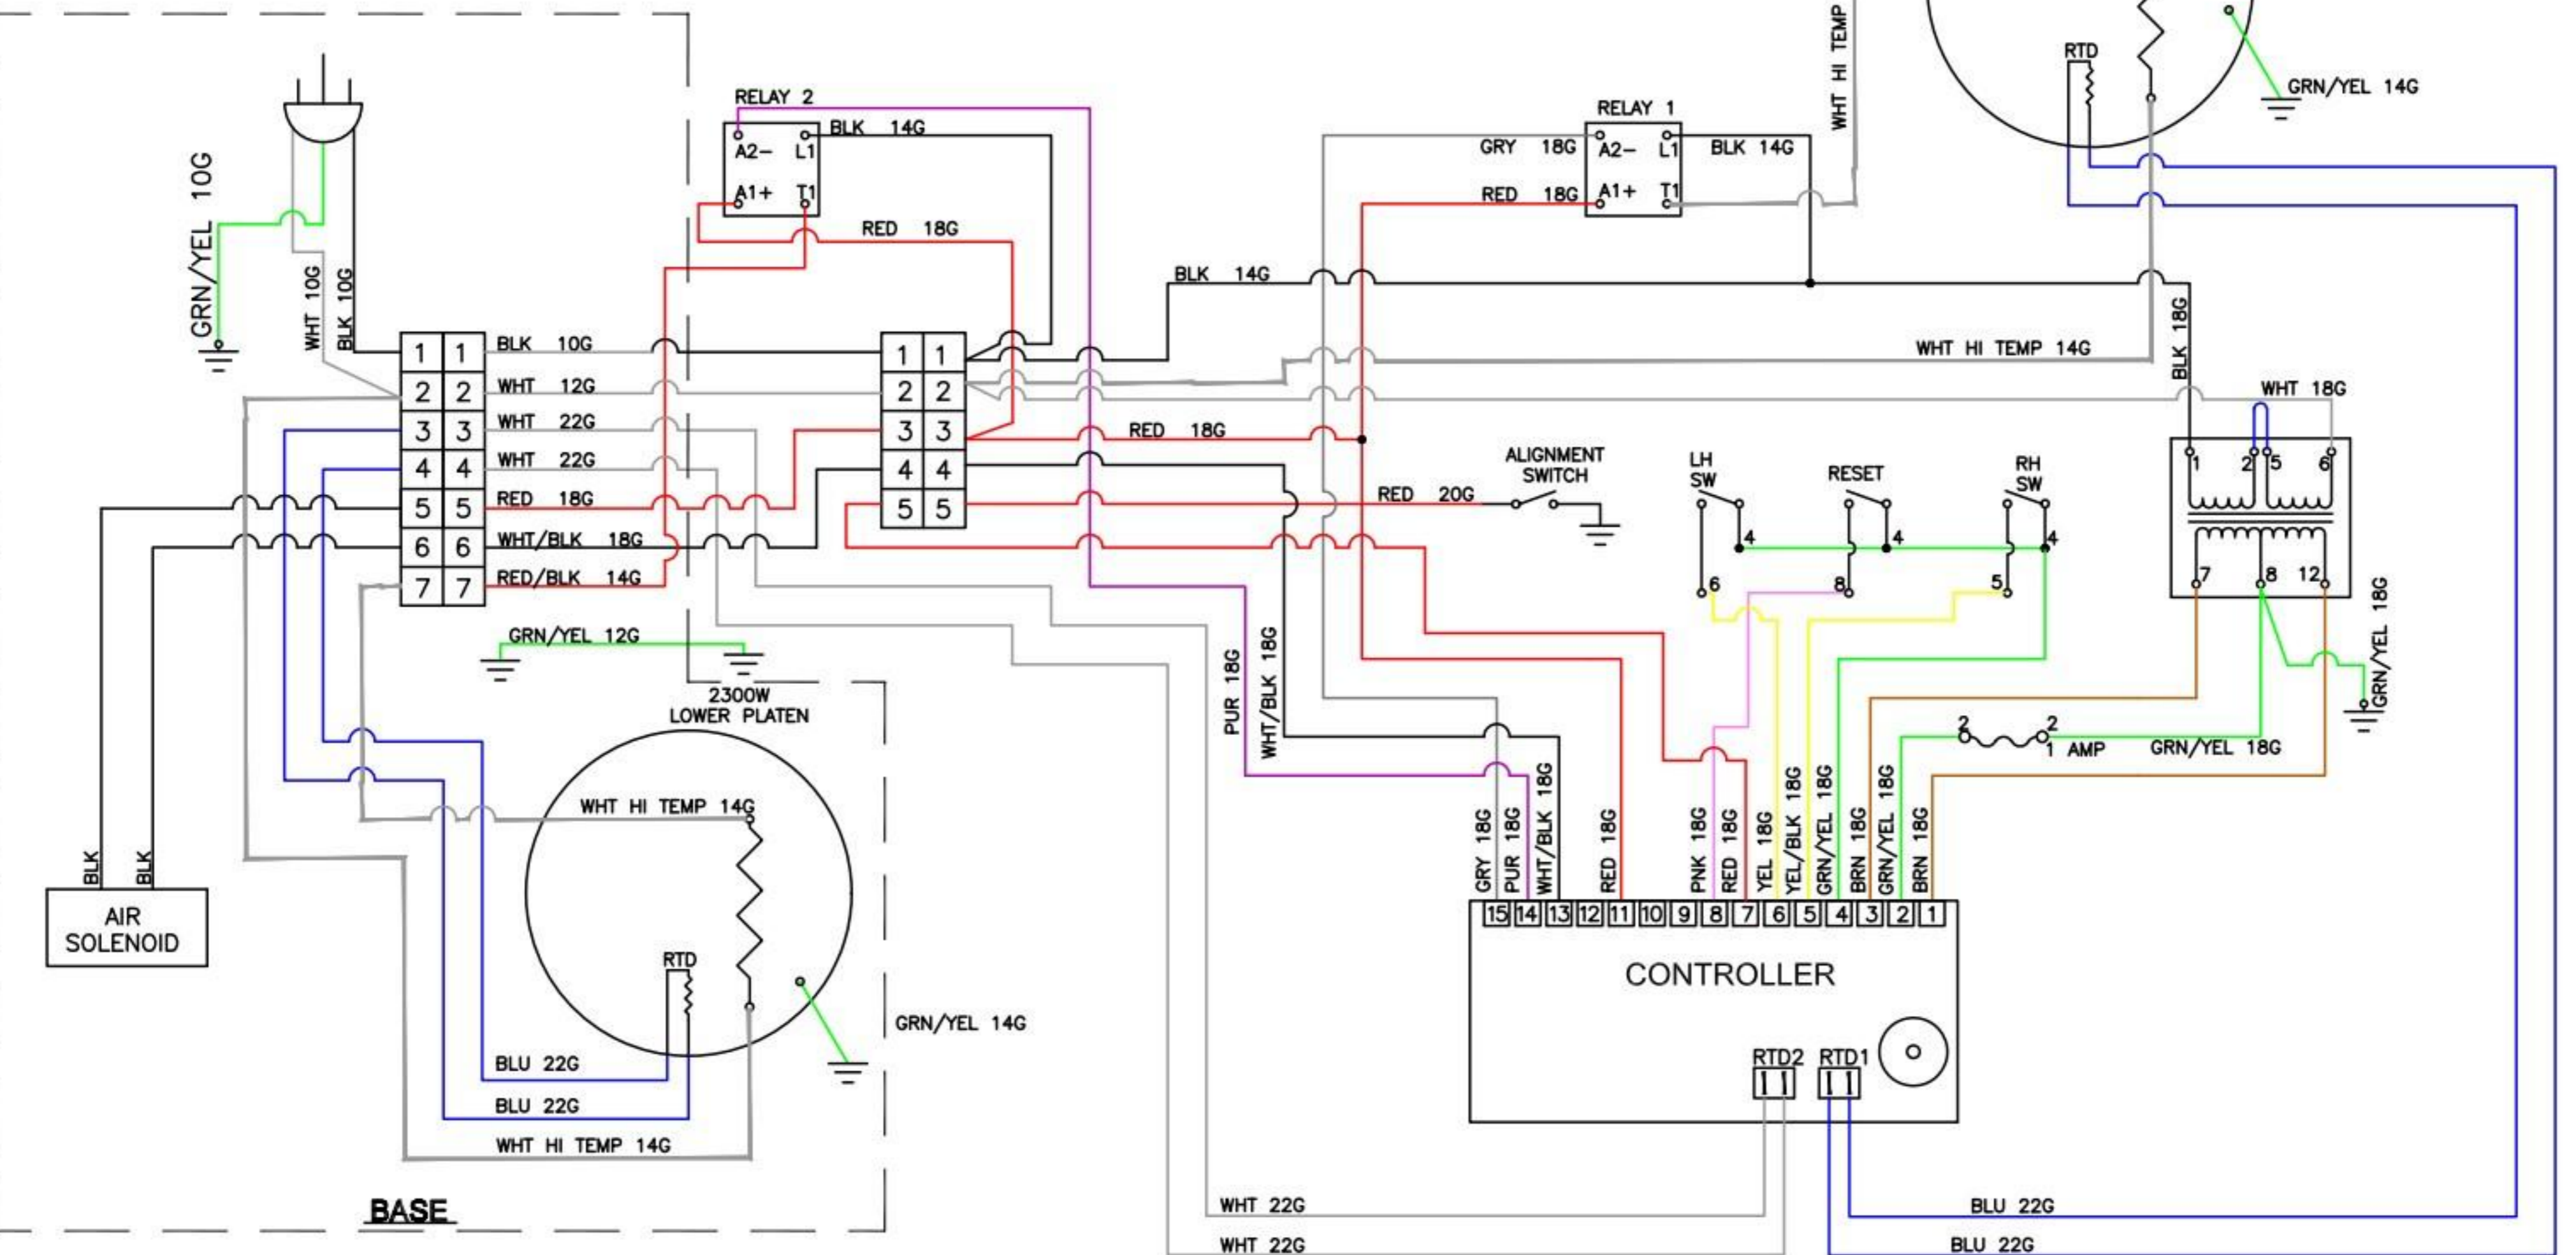 WHT HI TEMP
RTD
GRN/YEL 14G
RELAY 2
BLK 14G
A2- L1
A1+ T1
RED 18G
RELAY 1
GRY 18G
A2- L1
BLK 14G
RED 18G
A1+ T1
GRN/YEL 10G
WHT 10G
BLK 10G
BLK 14G
BLK 18G
WHT HI TEMP 14G
WHT 18G
1 1
2 2
3 3
4 4
5 5
6 6
7 7
BLK 10G
WHT 12G
WHT 22G
WHT 22G
RED 18G
WHT/BLK 18G
RED/BLK 14G
1 1
2 2
3 3
4 4
5 5
RED 18G
RED 20G
ALIGNMENT
SWITCH
LH
SW
RESET
RH
SW
4
4
4
6
8
5
1 2 5 6
7 8 12
GRN/YEL 18G
GRN/YEL 12G
2300W
LOWER PLATEN
PUR 18G
WHT/BLK 18G
2 2
1 AMP
GRN/YEL 18G
WHT HI TEMP 14G
BLK
BLK
AIR
SOLENOID
GRY 18G
PUR 18G
WHT/BLK 18G
RED 18G
PNK 18G
RED 18G
YEL 18G
YEL/BLK 18G
GRN/YEL 18G
BRN 18G
GRN/YEL 18G
BRN 18G
15 14 13 12 11 10 9 8 7 6 5 4 3 2 1
CONTROLLER
RTD
GRN/YEL 14G
BLU 22G
BLU 22G
WHT HI TEMP 14G
RTD2 RTD1
BASE
WHT 22G
BLU 22G
WHT 22G
BLU 22G